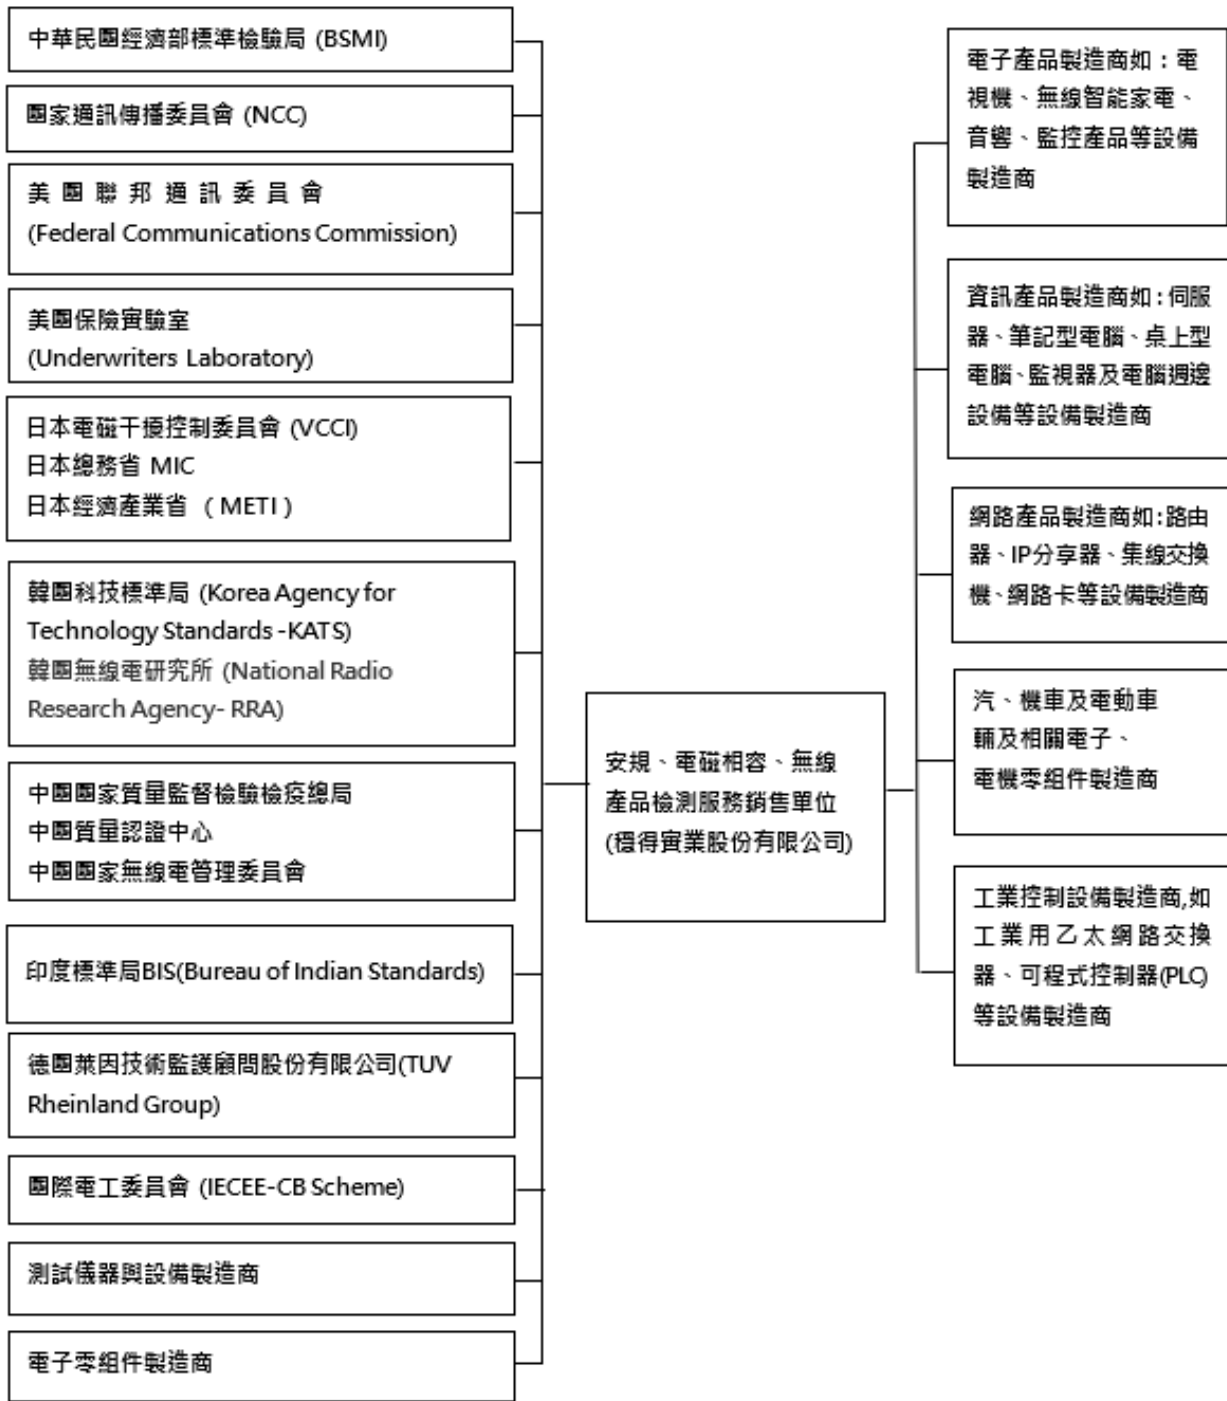 中華民國經濟部標準檢驗局 (BSMI)
國家通訊傳播委員會 (NCC)
美國聯邦通訊委員會
(Federal Communications Commission)
美國保險實驗室
(Underwriters Laboratory)
日本電磁干擾控制委員會 (VCCI)
日本總務省 MIC
日本經濟產業省 ( METI )
韓國科技標準局 (Korea Agency for
Technology Standards -KATS)
韓國無線電研究所 (National Radio
Research Agency- RRA)
中國國家質量監督檢驗檢疫總局
中國質量認證中心
中國國家無線電管理委員會
印度標準局BIS(Bureau of Indian Standards)
德國萊因技術監護顧問股份有限公司(TUV
Rheinland Group)
國際電工委員會 (IECEE-CB Scheme)
測試儀器與設備製造商
電子零組件製造商
安規、電磁相容、無線
產品檢測服務銷售單位
(穩得實業股份有限公司)
電子產品製造商如：電
視機、無線智能家電、
音響、監控產品等設備
製造商
資訊產品製造商如:伺服
器、筆記型電腦、桌上型
電腦、監視器及電腦週邊
設備等設備製造商
網路產品製造商如:路由
器、IP分享器、集線交換
機、網路卡等設備製造商
汽、機車及電動車
輛及相關電子、
電機零組件製造商
工業控制設備製造商,如
工業用乙太網路交換
器、可程式控制器(PLC)
等設備製造商